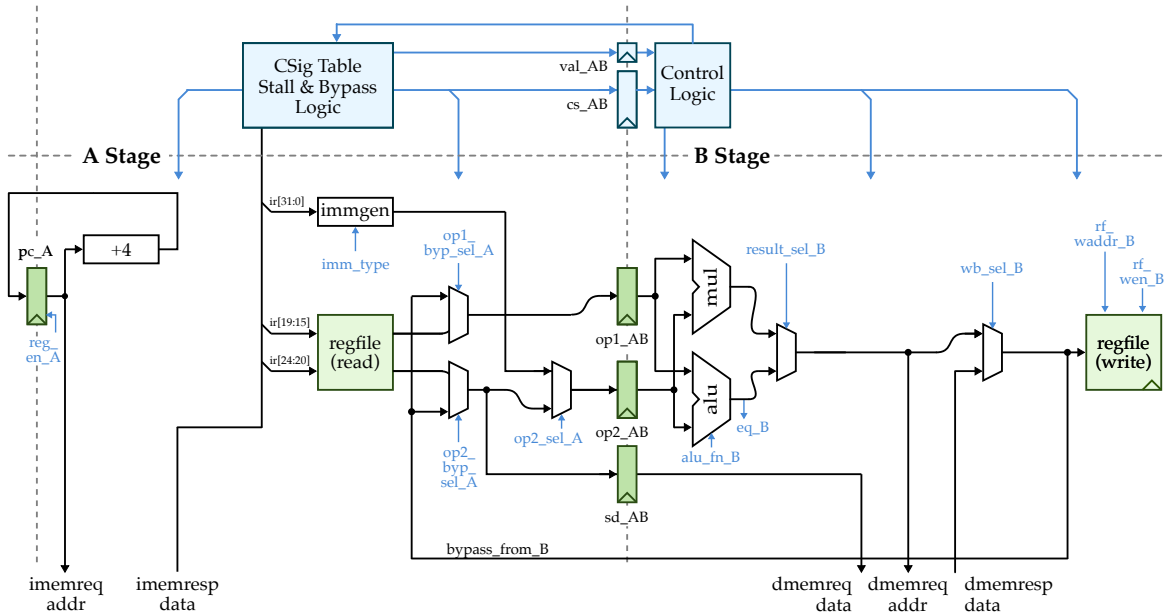 CSig Table
Stall & Bypass
Logic
val_AB
cs_AB
Control
Logic
A Stage
B Stage
ir[31:0]
immgen
imm_type
pc_A
+4
reg_
en_A
op1_
byp_sel_A
ir[19:15]
ir[24:20]
regfile
(read)
op2_
byp_
sel_A
op2_sel_A
op1_AB
op2_AB
sd_AB
mul
alu
alu_fn_B
eq_B
result_sel_B
wb_sel_B
rf_
waddr_B
rf_
wen_B
regfile
(write)
bypass_from_B
imemreq
addr
imemresp
data
dmemreq
data
dmemreq
addr
dmemresp
data